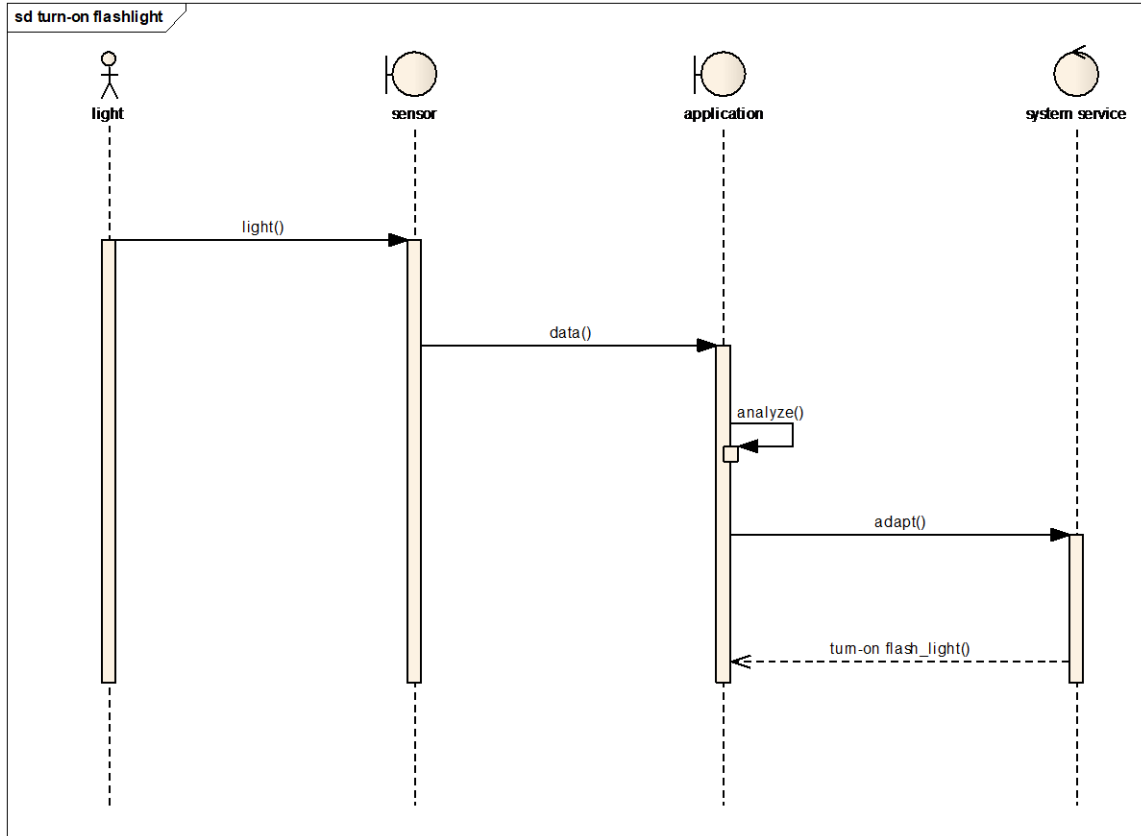 sd turn-on flashlight
light
sensor
application
system service
light()
data()
analyze()
adapt()
turn-on flash_light()